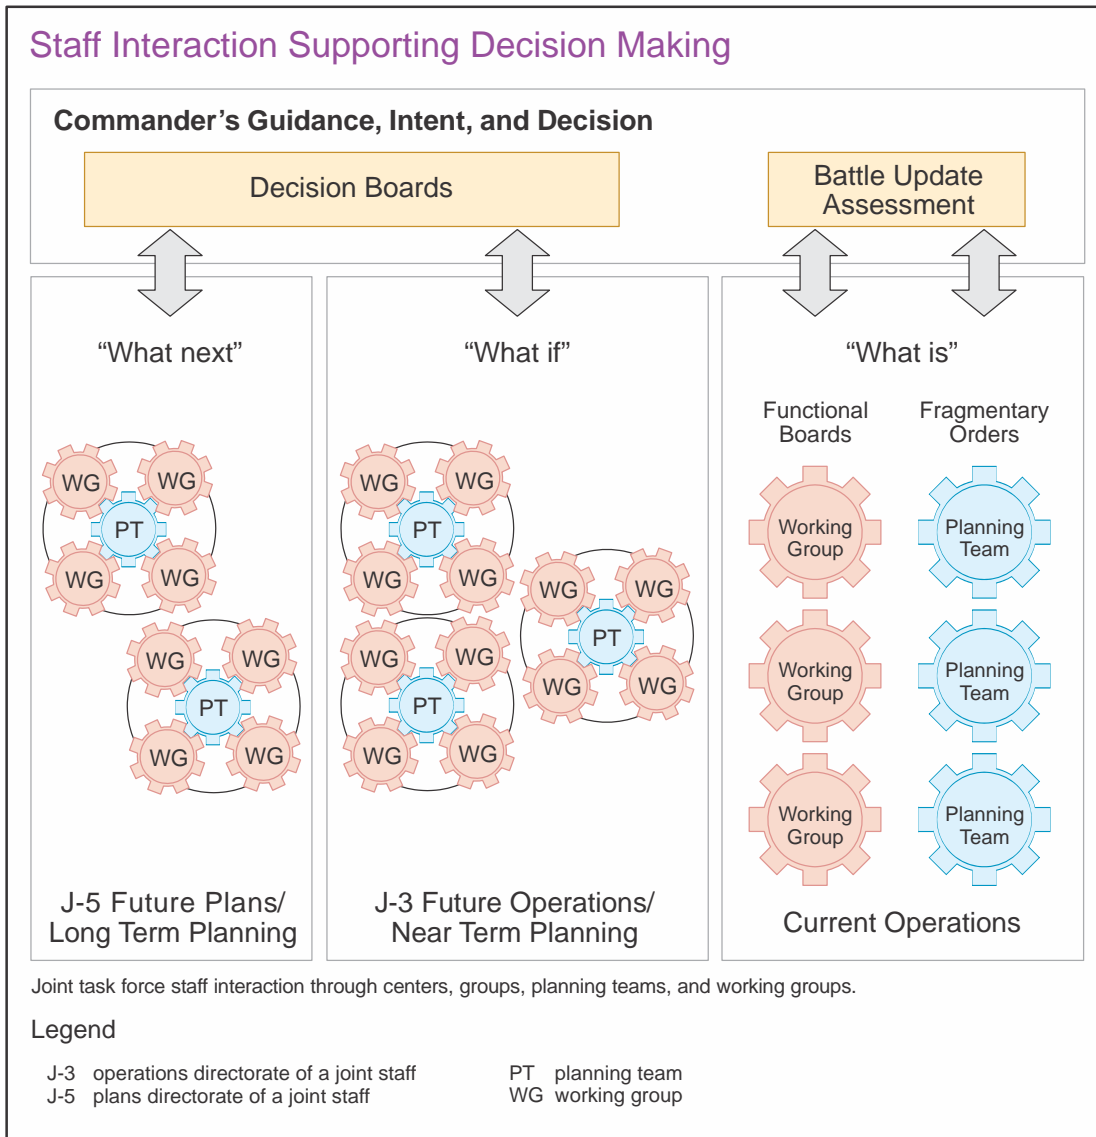 Staff Interaction Supporting Decision Making
Commander’s Guidance, Intent, and Decision
Decision Boards
Battle Update
Assessment
“What next”
WG
WG
PT
WG
WG
WG
WG
PT
WG
WG
J-5 Future Plans/
Long Term Planning
“What if”
WG
WG
PT
WG
WG
WG
WG
PT
WG
WG
WG
WG
PT
WG
WG
J-3 Future Operations/
Near Term Planning
“What is”
Functional
Boards
Fragmentary
Orders
Working
Group
Planning
Team
Working
Group
Planning
Team
Working
Group
Planning
Team
Current Operations
Joint task force staff interaction through centers, groups, planning teams, and working groups.
Legend
J-3 operations directorate of a joint staff
J-5 plans directorate of a joint staff
PT planning team
WG working group